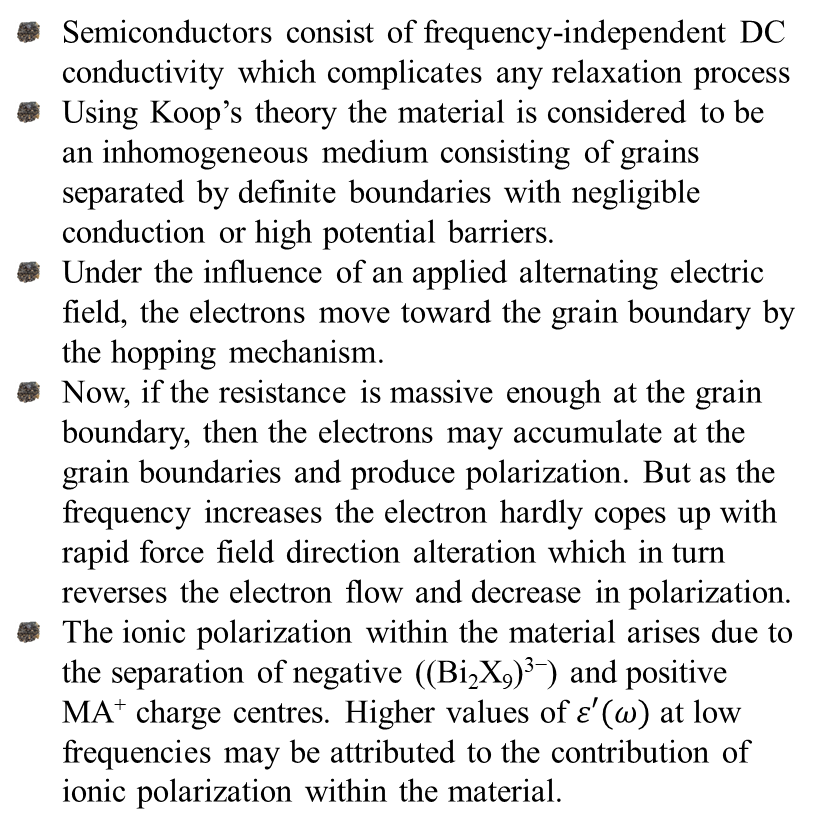 Semiconductors consist of frequency-independent DC
conductivity which complicates any relaxation process
Using Koop’s theory the material is considered to be
an inhomogeneous medium consisting of grains
separated by definite boundaries with negligible
conduction or high potential barriers.
Under the influence of an applied alternating electric
field, the electrons move toward the grain boundary by
the hopping mechanism.
Now, if the resistance is massive enough at the grain
boundary, then the electrons may accumulate at the
grain boundaries and produce polarization. But as the
frequency increases the electron hardly copes up with
rapid force field direction alteration which in turn
reverses the electron flow and decrease in polarization.
The ionic polarization within the material arises due to
the separation of negative ((Bi₂X₉)³⁻) and positive
MA⁺ charge centres. Higher values of 𝜀′(𝜔) at low
frequencies may be attributed to the contribution of
ionic polarization within the material.